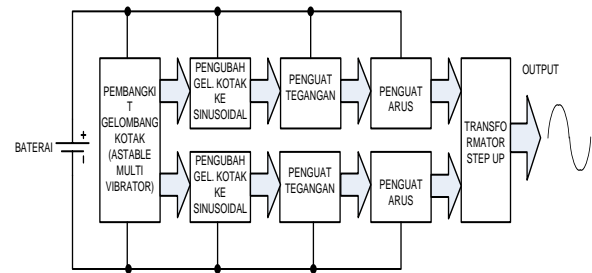 BATERAI
+
PEMBANGKI
T
GELOMBANG
KOTAK
(ASTABLE
MULTI
VIBRATOR)
PENGUBAH
GEL. KOTAK
KE
SINUSOIDAL
PENGUAT
TEGANGAN
PENGUAT
ARUS
PENGUBAH
GEL. KOTAK
KE
SINUSOIDAL
PENGUAT
TEGANGAN
PENGUAT
ARUS
TRANSFO
RMATOR
STEP UP
OUTPUT